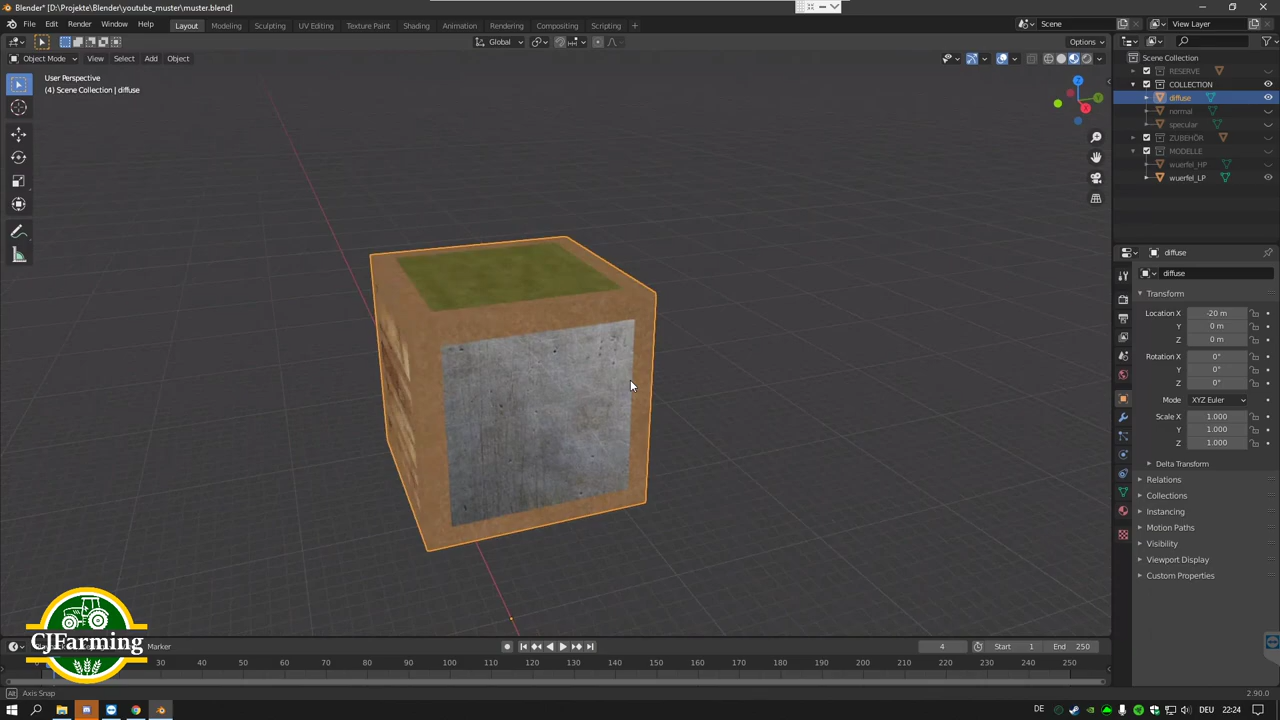 Blender* [D:\Projekte\youtube_muster\muster.blend]
File Edit Render Window Help Layout Modeling Sculpting UV Editing Texture Paint Shading Animation Rendering Compositing Scripting + Scene View Layer
Global Options
Object Mode View Select Add Object
User Perspective
(4) Scene Collection | diffuse
Scene Collection
RESERVE
COLLECTION
diffuse
normal
specular
ZUBEHÖR
MODELLE
wuerfel_HP
wuerfel_LP
diffuse
diffuse
Transform
Location X -20 m
Y 0 m
Z 0 m
Rotation X 0°
Y 0°
Z 0°
Mode XYZ Euler
Scale X 1.000
Y 1.000
Z 1.000
Delta Transform
Relations
Collections
Instancing
Motion Paths
Visibility
Viewport Display
Custom Properties
CJFarming
Marker 4 Start 1 End 250
30 40 50 60 70 80 90 100 110 120 130 140 150 160 170 180 190 200 210 220 230 240 250
Axis Snap 2.90.0
DE DEU 22:24